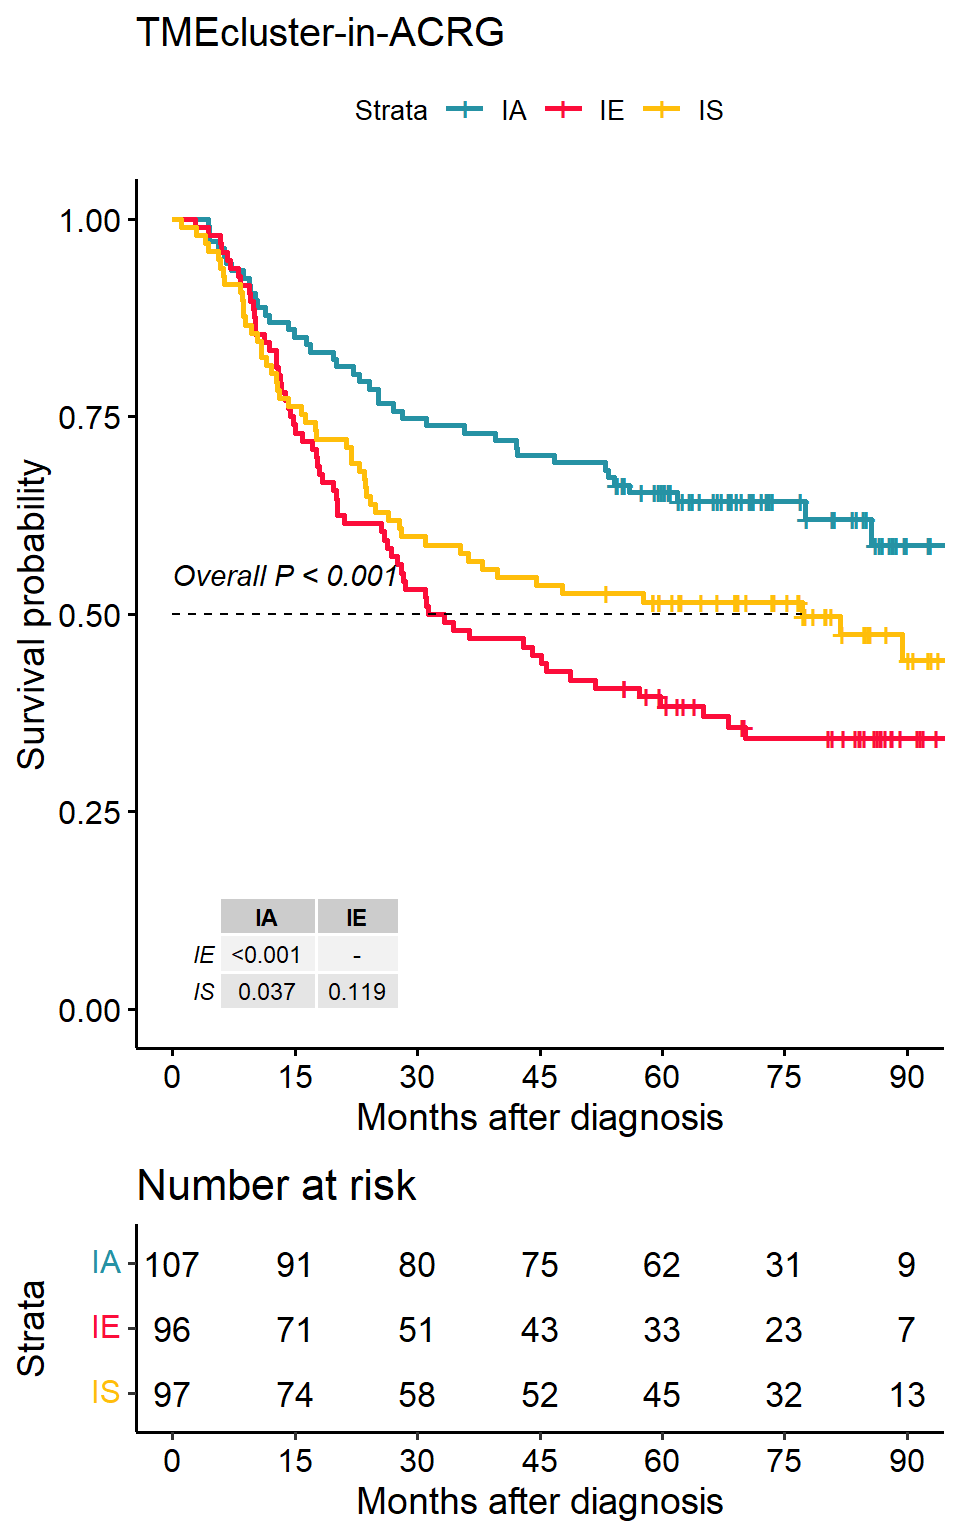 TMEcluster-in-ACRG
Strata IA IE IS
1.00
0.75
0.50
0.25
0.00
Survival probability
Overall P < 0.001
IA IE
IE <0.001 -
IS 0.037 0.119
0 15 30 45 60 75 90
Months after diagnosis
Number at risk
Strata
IA 107 91 80 75 62 31 9
IE 96 71 51 43 33 23 7
IS 97 74 58 52 45 32 13
0 15 30 45 60 75 90
Months after diagnosis